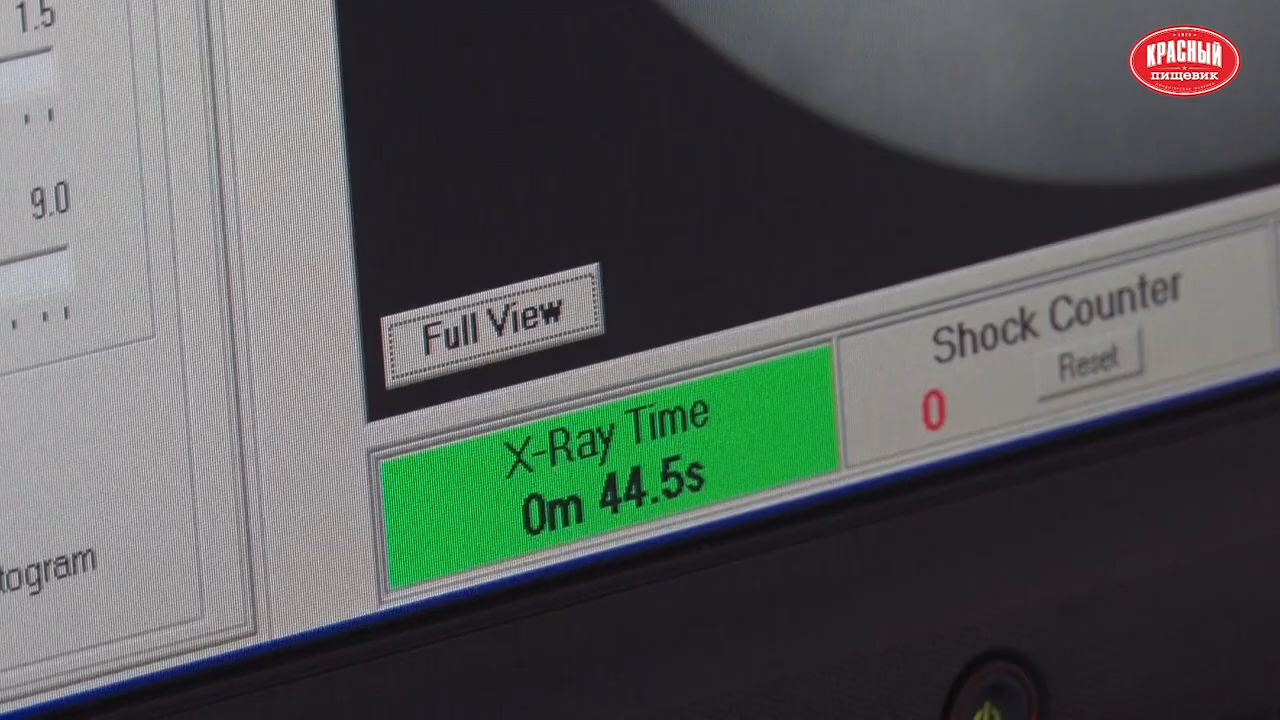 1.5
9.0
togram
Full View
X-Ray Time
0m 44.5s
Shock Counter
0
Reset
КРАСНЫЙ
ПИЩЕВИК